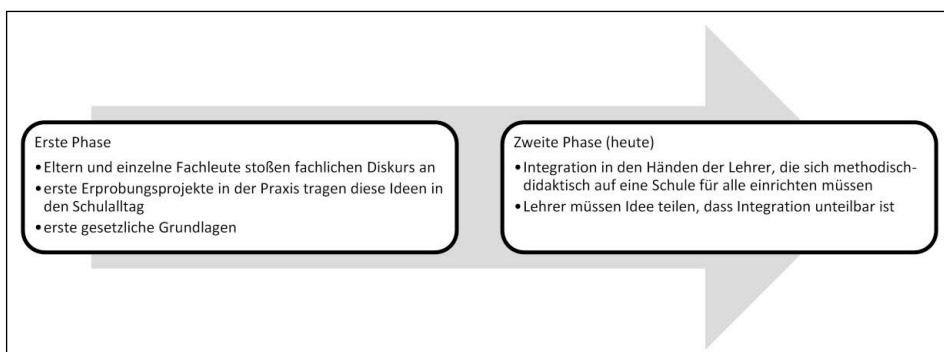 Erste Phase
•Eltern und einzelne Fachleute stoßen fachlichen Diskurs an
•erste Erprobungsprojekte in der Praxis tragen diese Ideen in
den Schulalltag
•erste gesetzliche Grundlagen
Zweite Phase (heute)
•Integration in den Händen der Lehrer, die sich methodisch-
didaktisch auf eine Schule für alle einrichten müssen
•Lehrer müssen Idee teilen, dass Integration unteilbar ist